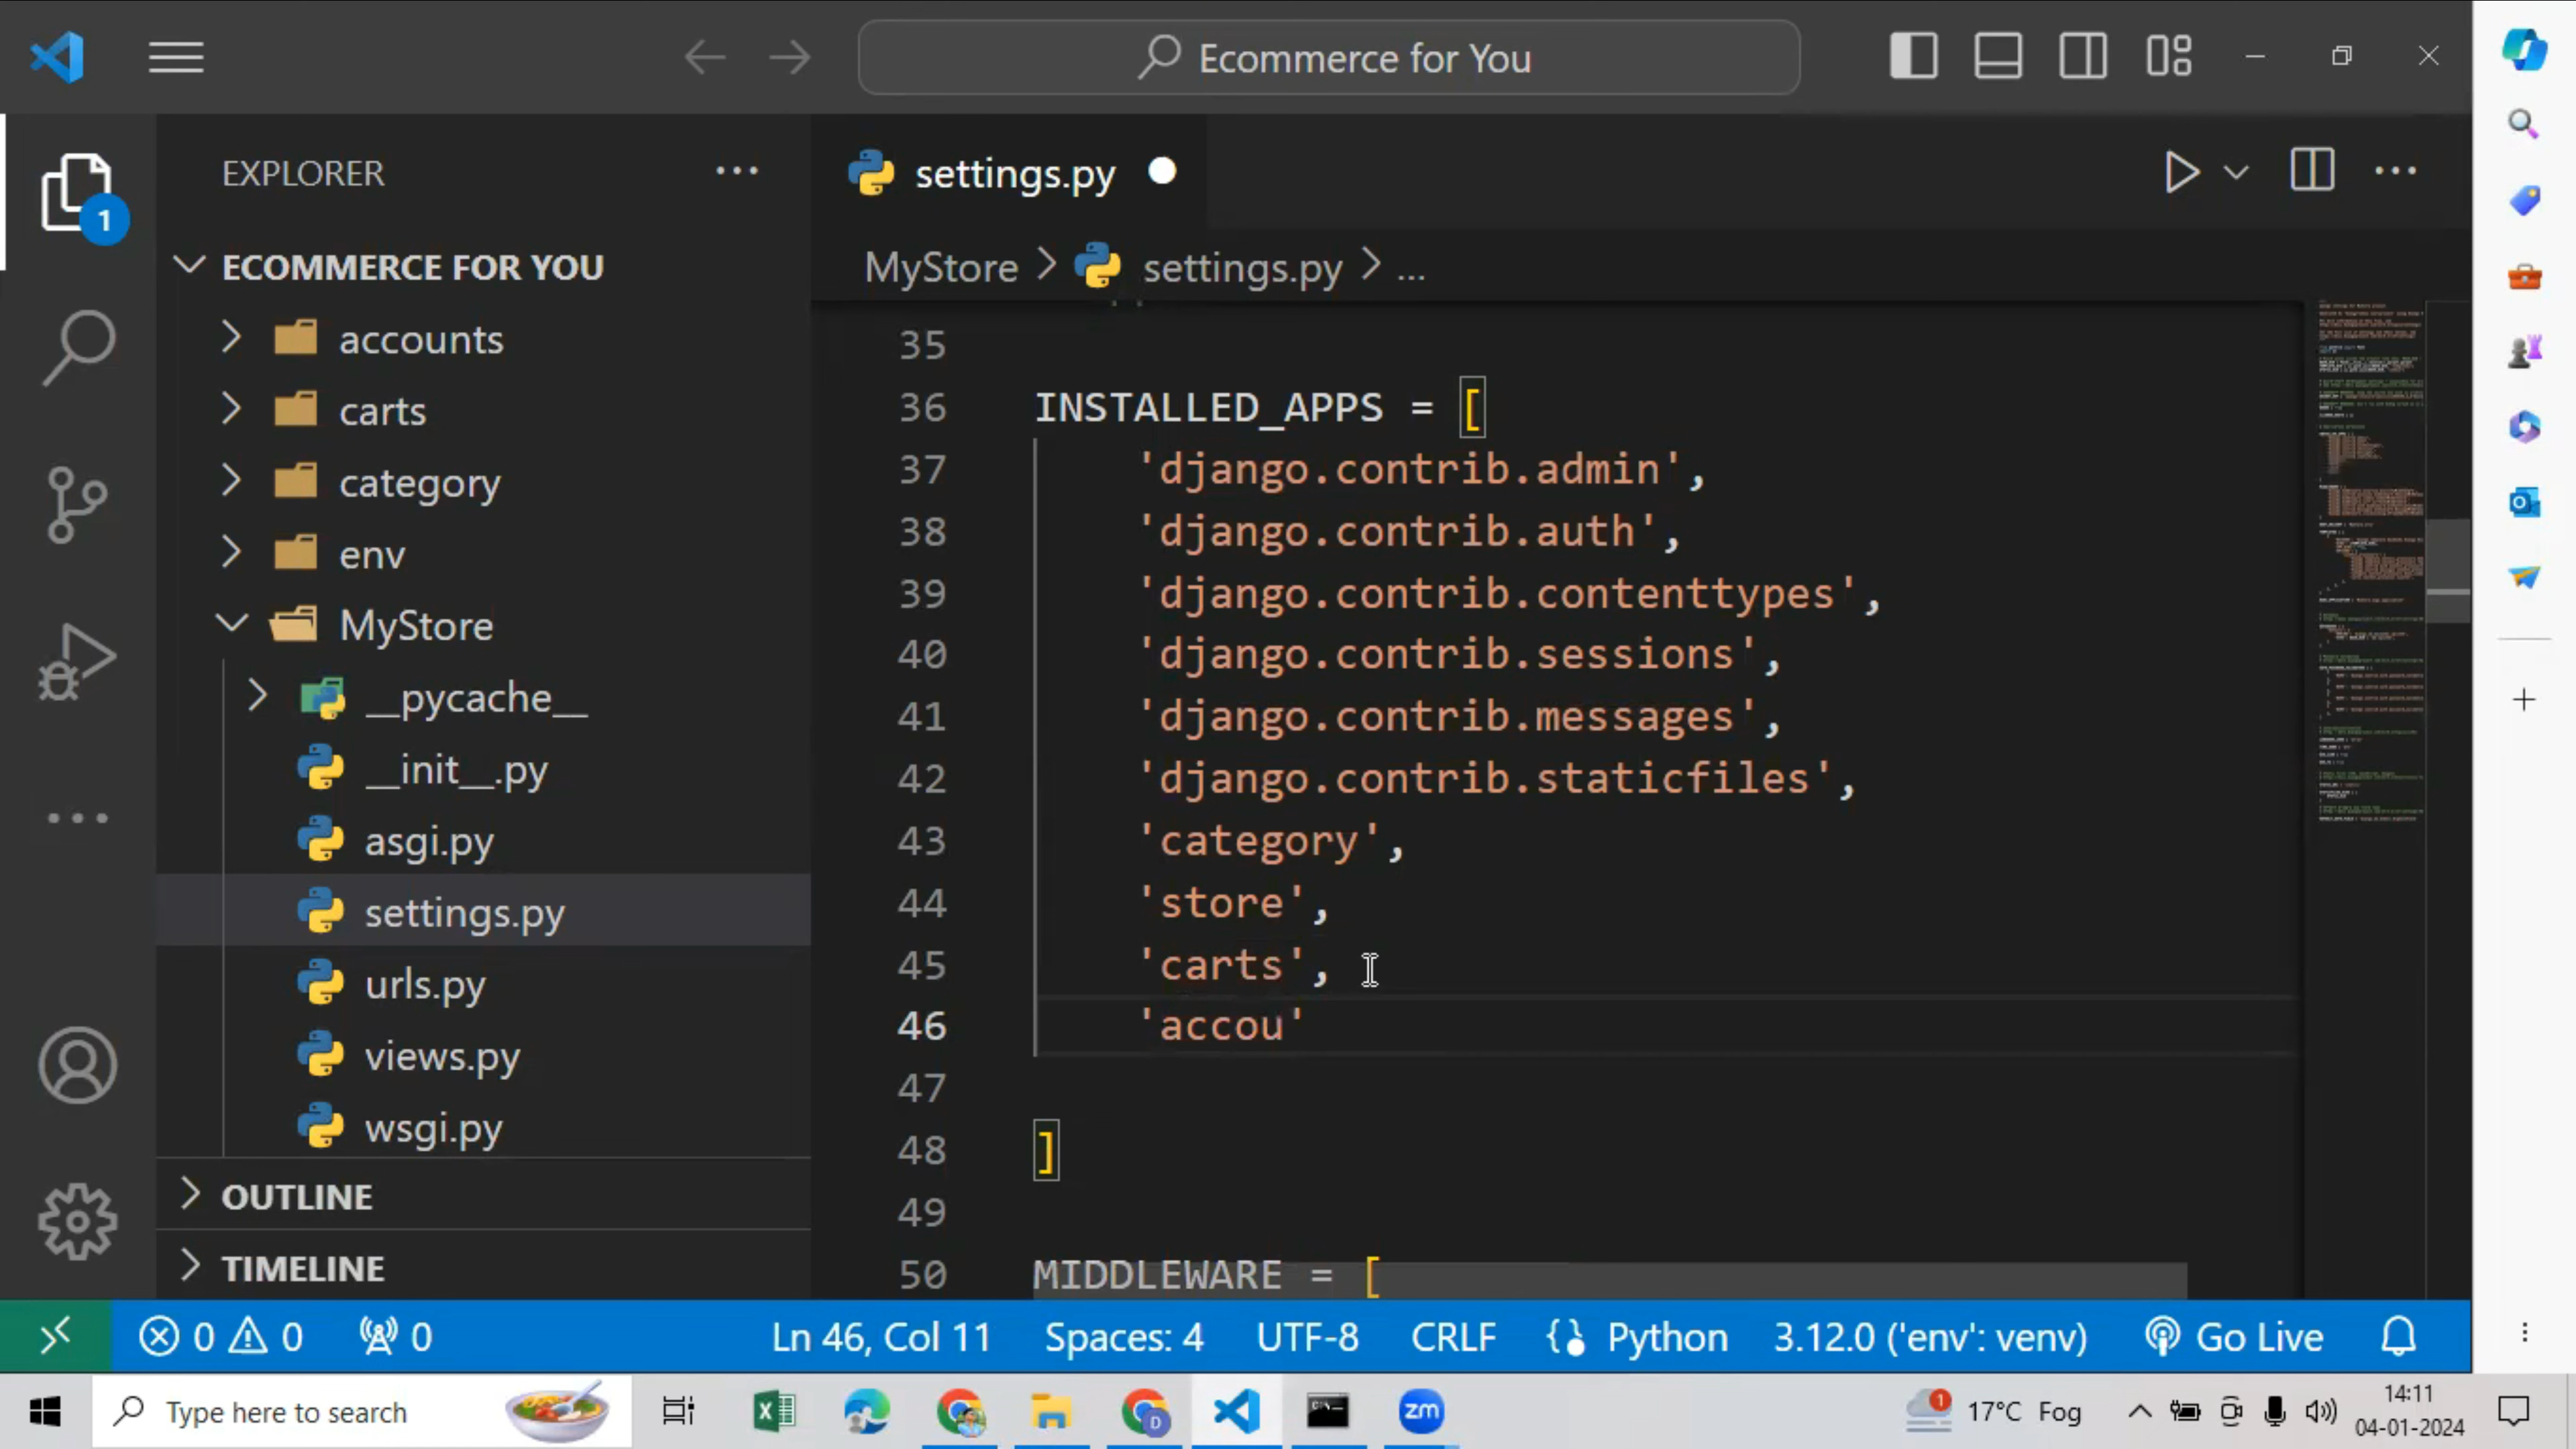 Ecommerce for You
EXPLORER
1
ECOMMERCE FOR YOU
accounts
carts
category
env
MyStore
__pycache__
__init__.py
asgi.py
settings.py
urls.py
views.py
wsgi.py
OUTLINE
TIMELINE
settings.py
MyStore > settings.py > ...
35
36 INSTALLED_APPS = [
37 'django.contrib.admin',
38 'django.contrib.auth',
39 'django.contrib.contenttypes',
40 'django.contrib.sessions',
41 'django.contrib.messages',
42 'django.contrib.staticfiles',
43 'category',
44 'store',
45 'carts',
46 'accou'
47
48 ]
49
50 MIDDLEWARE = [
0 0 0 Ln 46, Col 11 Spaces: 4 UTF-8 CRLF {} Python 3.12.0 ('env': venv) Go Live
Type here to search
D
zm
1
17°C Fog
14:11
04-01-2024